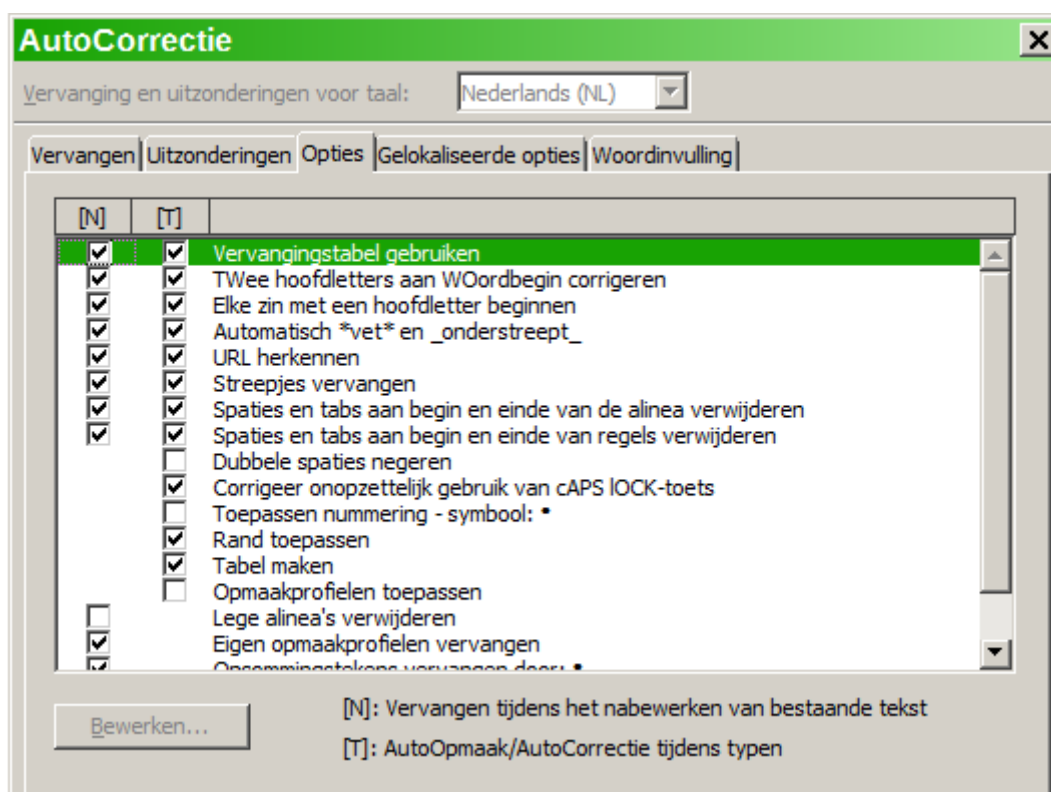 AutoCorrectie
Vervanging en uitzonderingen voor taal: Nederlands (NL)
Vervangen Uitzonderingen Opties Gelokaliseerde opties Woordinvulling
[N] [T]
Vervangingstabel gebruiken
TWee hoofdletters aan WOordbegin corrigeren
Elke zin met een hoofdletter beginnen
Automatisch *vet* en _onderstreept_
URL herkennen
Streepjes vervangen
Spaties en tabs aan begin en einde van de alinea verwijderen
Spaties en tabs aan begin en einde van regels verwijderen
Dubbele spaties negeren
Corrigeer onopzettelijk gebruik van cAPS lOCK-toets
Toepassen nummering - symbool: •
Rand toepassen
Tabel maken
Opmaakprofielen toepassen
Lege alinea's verwijderen
Eigen opmaakprofielen vervangen
Opsommingstekens vervangen door: •
Bewerken...
[N]: Vervangen tijdens het nabewerken van bestaande tekst
[T]: AutoOpmaak/AutoCorrectie tijdens typen